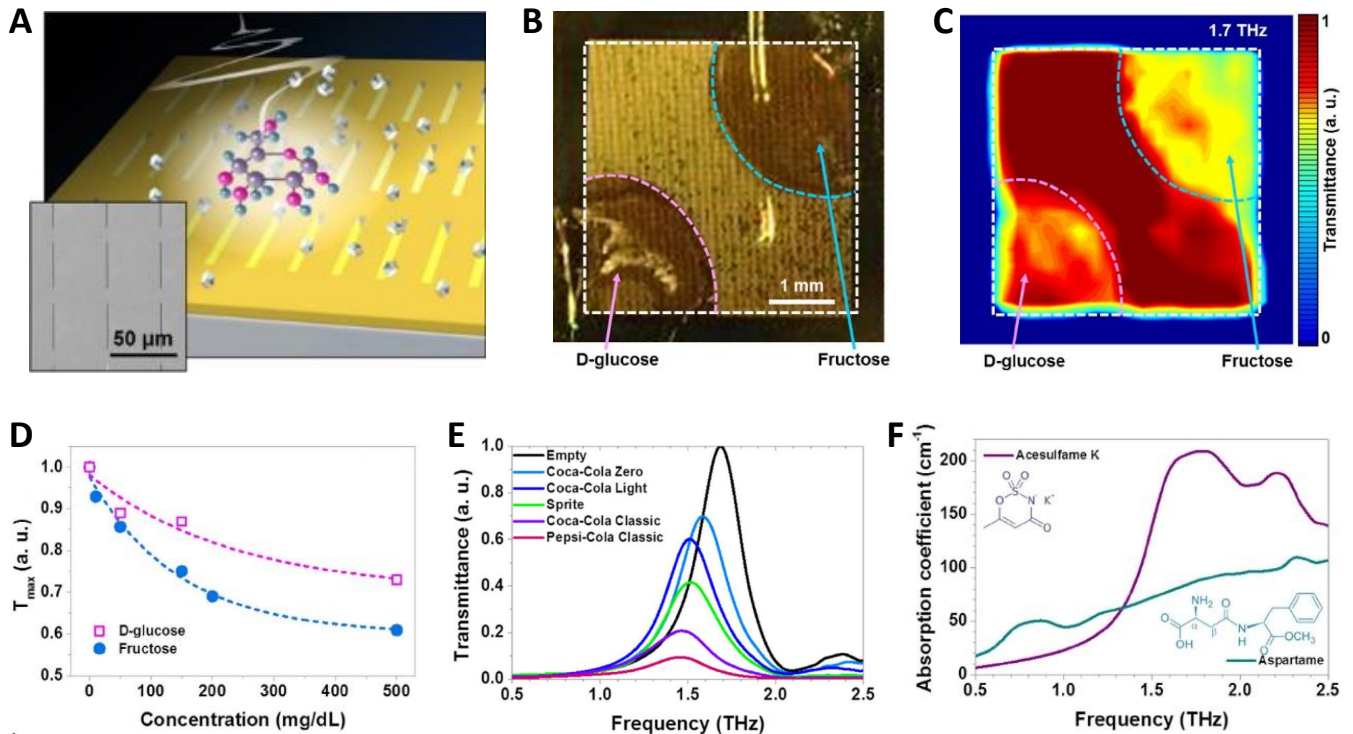 A
50 μm
B
1 mm
D-glucose
Fructose
C
1.7 THz
1
Transmittance (a. u.)
0
D-glucose
Fructose
D
1.0
0.9
0.8
0.7
0.6
0.5
T max (a. u.)
D-glucose
Fructose
0 100 200 300 400 500
Concentration (mg/dL)
E
1.0
0.8
0.6
0.4
0.2
0.0
Transmittance (a. u.)
Empty
Coca-Cola Zero
Coca-Cola Light
Sprite
Coca-Cola Classic
Pepsi-Cola Classic
0.5 1.0 1.5 2.0 2.5
Frequency (THz)
F
200
150
100
50
0
Absorption coefficient (cm⁻¹)
Acesulfame K
O O
S
O N K⁺
O
NH₂
O O
α β
OH N
H
O OCH₃
Aspartame
0.5 1.0 1.5 2.0 2.5
Frequency (THz)